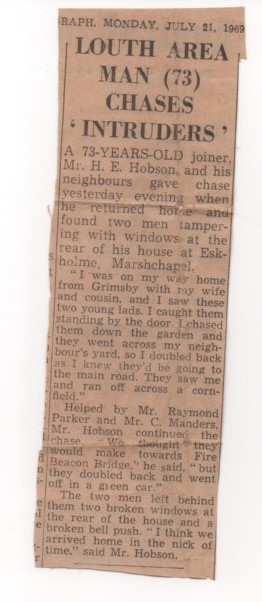 GRAPH, MONDAY, JULY 21, 1969
LOUTH AREA
MAN (73)
CHASES
‘ INTRUDERS ’
A 73-YEARS-OLD joiner,
Mr. H. E. Hobson, and his
neighbours gave chase
yesterday evening when
he returned home and
found two men tamper-
ing with windows at the
rear of his house at Esk-
holme, Marshchapel.
“ I was on my way home
from Grimsby with my wife
and cousin, and I saw these
two young lads. I caught them
standing by the door. I chased
them down the garden and
they went across my neigh-
bour’s yard, so I doubled back
as I knew they’d be going to
the main road. They saw me
and ran off across a corn-
field.”
Helped by Mr. Raymond
Parker and Mr. C. Manders,
Mr. Hobson continued the
chase. “We thought they
would make towards Fire
Beacon Bridge,” he said, “ but
they doubled back and went
off in a green car.”
The two men left behind
them two broken windows at
the rear of the house and a
broken bell push. “ I think we
arrived home in the nick of
time,” said Mr. Hobson.